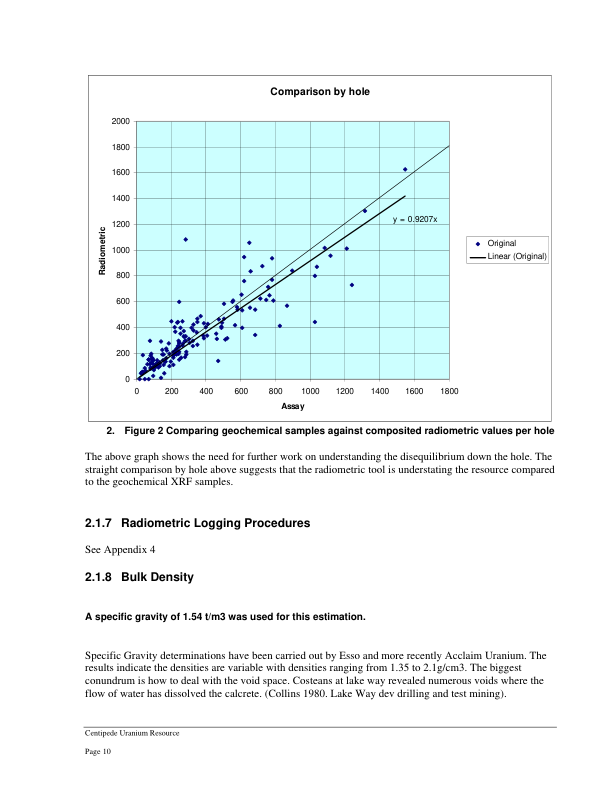 Comparison by hole
2000
1800
1600
1400
1200
1000
800
600
400
200
0
Radiometric
y = 0.9207x
Original
Linear (Original)
0 200 400 600 800 1000 1200 1400 1600 1800
Assay
2. Figure 2 Comparing geochemical samples against composited radiometric values per hole
The above graph shows the need for further work on understanding the disequilibrium down the hole. The
straight comparison by hole above suggests that the radiometric tool is understating the resource compared
to the geochemical XRF samples.
2.1.7 Radiometric Logging Procedures
See Appendix 4
2.1.8 Bulk Density
A specific gravity of 1.54 t/m3 was used for this estimation.
Specific Gravity determinations have been carried out by Esso and more recently Acclaim Uranium. The
results indicate the densities are variable with densities ranging from 1.35 to 2.1g/cm3. The biggest
conundrum is how to deal with the void space. Costeans at lake way revealed numerous voids where the
flow of water has dissolved the calcrete. (Collins 1980. Lake Way dev drilling and test mining).
Centipede Uranium Resource
Page 10